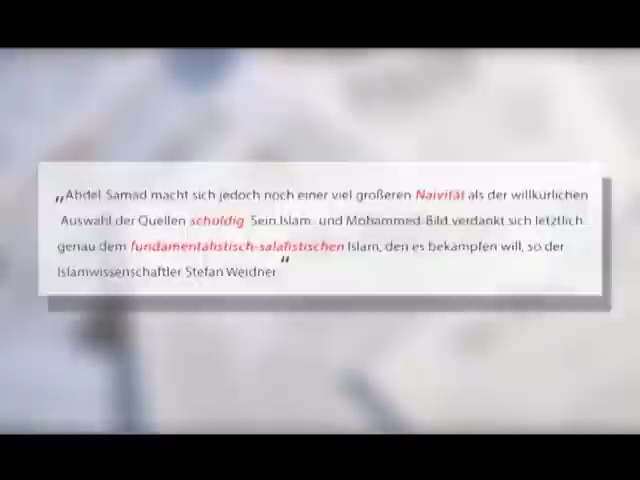 „Abdel Samad macht sich jedoch noch einer viel großeren Naivität als der willkürlichen
Auswahl der Quellen schuldig. Sein Islam- und Mohammed-Bild verdankt sich letztlich
genau dem fundamentalistisch-salafistischen Islam, den es bekämpfen will, so der
Islamwissenschaftler Stefan Weidner“